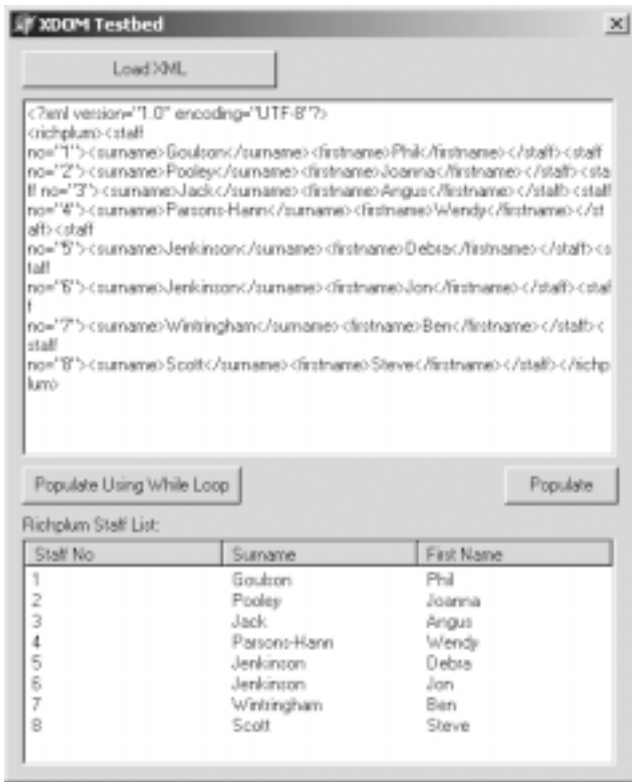 XDOM Testbed
Load XML
<?xml version="1.0" encoding="UTF-8"?>
<richplum><staff
no="1"><surname>Goulson</surname><firstname>Phil</firstname></staff><staff
no="2"><surname>Pooley</surname><firstname>Joanna</firstname></staff><sta
ff no="3"><surname>Jack</surname><firstname>Angus</firstname></staff><staff
no="4"><surname>Parsons-Hann</surname><firstname>Wendy</firstname></st
aff><staff
no="5"><surname>Jenkinson</surname><firstname>Debra</firstname></staff><s
taff
no="6"><surname>Jenkinson</surname><firstname>Jon</firstname></staff><staf
f
no="7"><surname>Wintringham</surname><firstname>Ben</firstname></staff><
staff
no="8"><surname>Scott</surname><firstname>Steve</firstname></staff></richp
lum>
Populate Using While Loop Populate
Richplum Staff List:
Staff No Surname First Name
1 Goulson Phil
2 Pooley Joanna
3 Jack Angus
4 Parsons-Hann Wendy
5 Jenkinson Debra
6 Jenkinson Jon
7 Wintringham Ben
8 Scott Steve